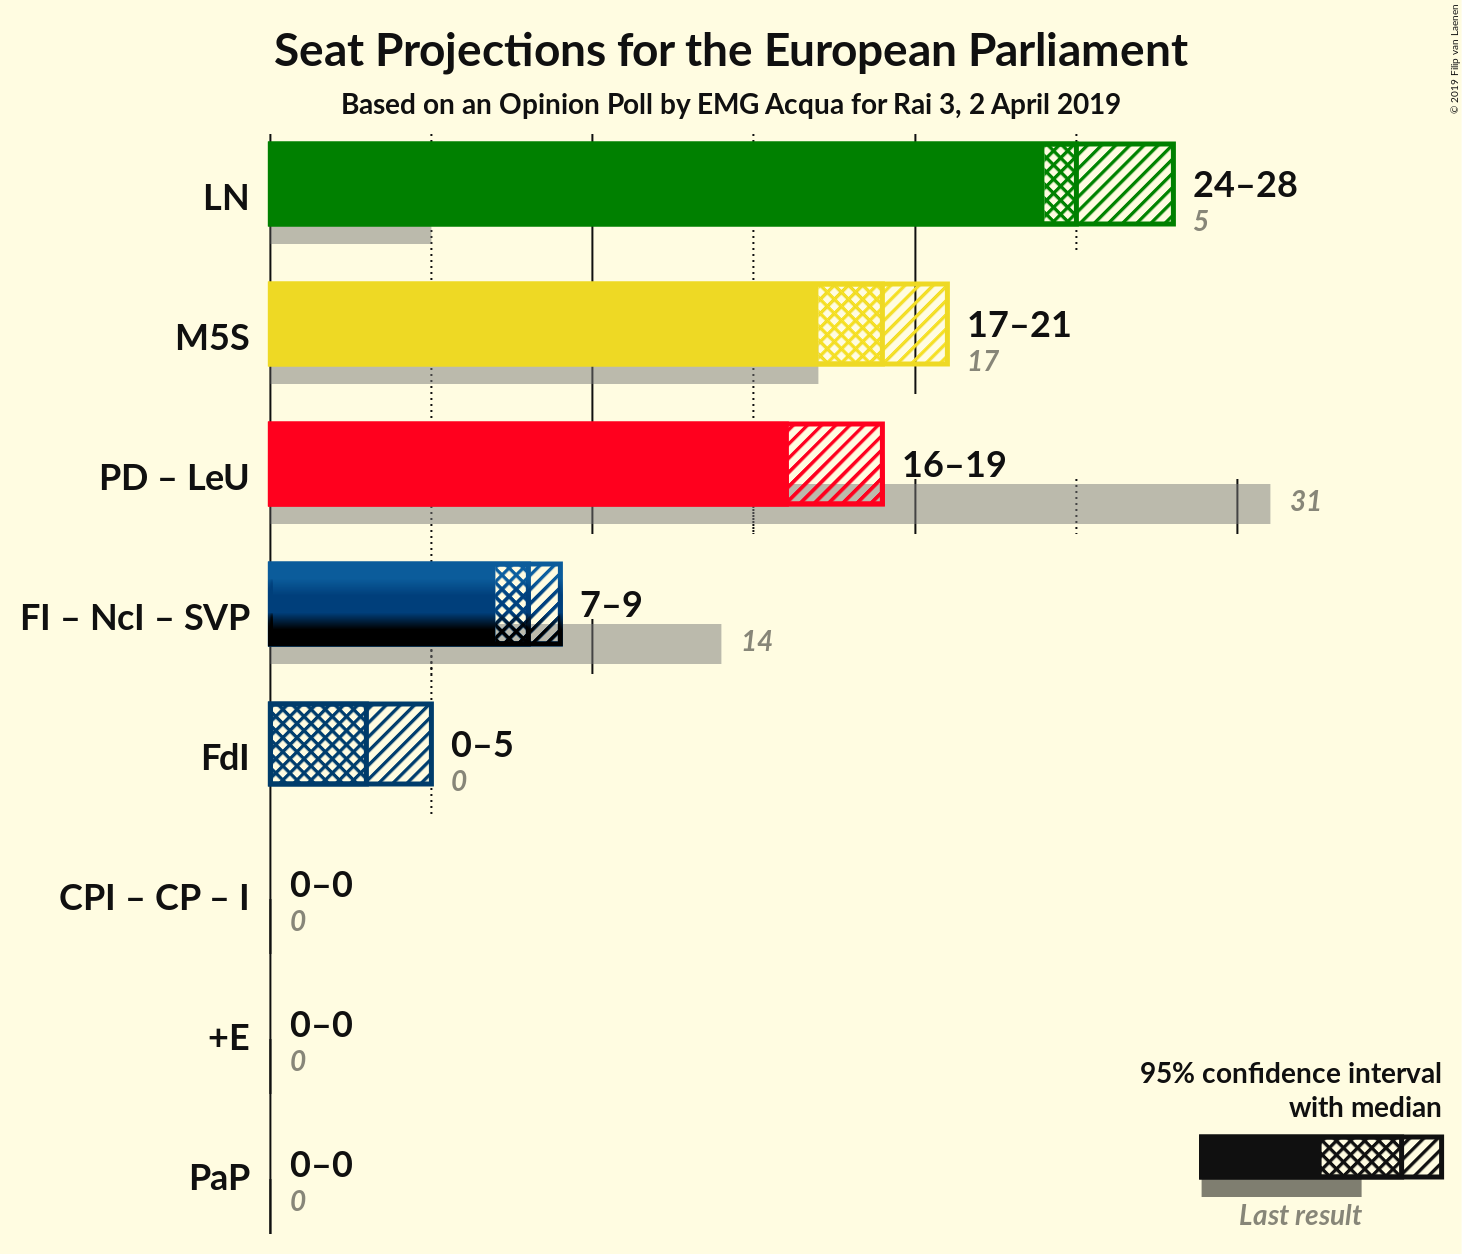 Seat Projections for the European Parliament
Based on an Opinion Poll by EMG Acqua for Rai 3, 2 April 2019
© 2019 Filip van Laenen
LN
24–28
5
M5S
17–21
17
PD – LeU
16–19
31
FI – NcI – SVP
7–9
14
FdI
0–5
0
CPI – CP – I
0–0
0
+E
0–0
0
PaP
0–0
0
95% confidence interval
with median
Last result